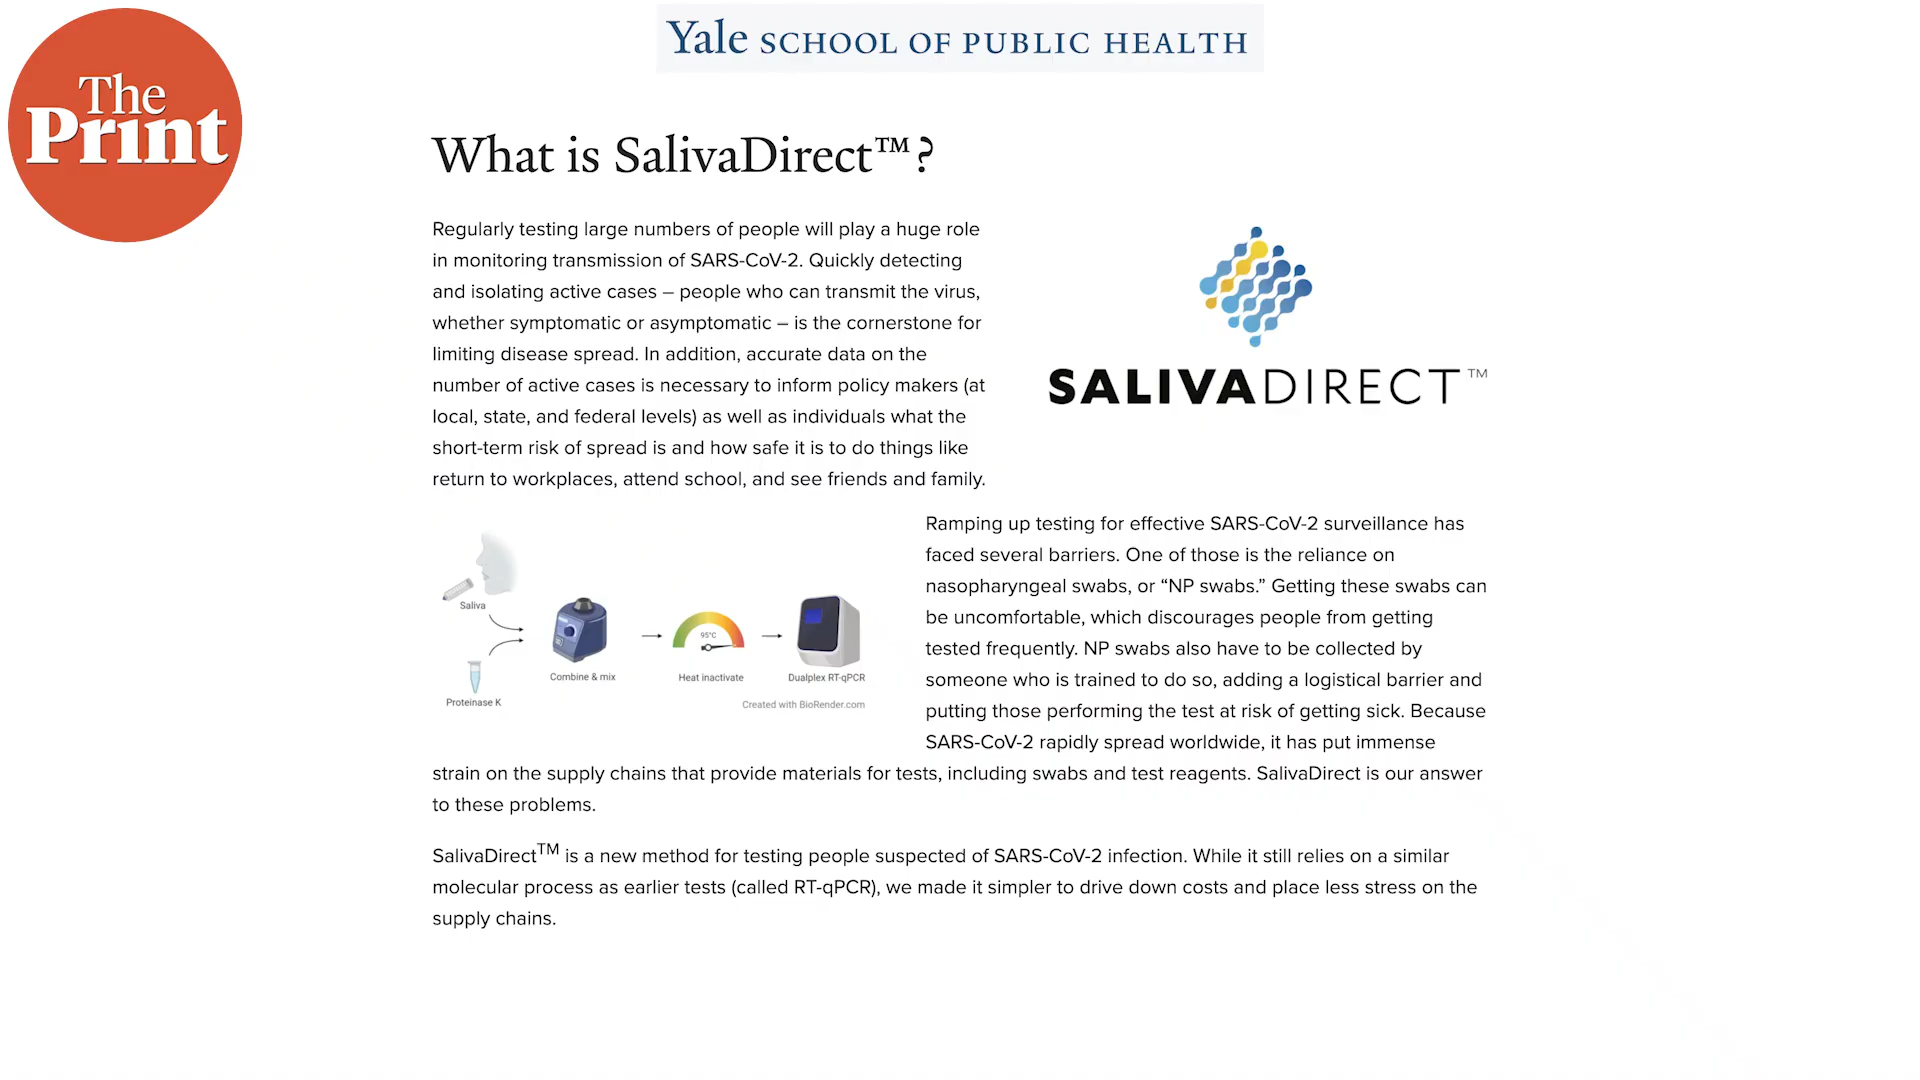 The
Print
Yale SCHOOL OF PUBLIC HEALTH
What is SalivaDirect™?
Regularly testing large numbers of people will play a huge role
in monitoring transmission of SARS-CoV-2. Quickly detecting
and isolating active cases – people who can transmit the virus,
whether symptomatic or asymptomatic – is the cornerstone for
limiting disease spread. In addition, accurate data on the
number of active cases is necessary to inform policy makers (at
local, state, and federal levels) as well as individuals what the
short-term risk of spread is and how safe it is to do things like
return to workplaces, attend school, and see friends and family.
SALIVADIRECT™
Saliva
Proteinase K
Combine & mix
95°C
Heat inactivate
Dualplex RT-qPCR
Created with BioRender.com
Ramping up testing for effective SARS-CoV-2 surveillance has
faced several barriers. One of those is the reliance on
nasopharyngeal swabs, or “NP swabs.” Getting these swabs can
be uncomfortable, which discourages people from getting
tested frequently. NP swabs also have to be collected by
someone who is trained to do so, adding a logistical barrier and
putting those performing the test at risk of getting sick. Because
SARS-CoV-2 rapidly spread worldwide, it has put immense
strain on the supply chains that provide materials for tests, including swabs and test reagents. SalivaDirect is our answer
to these problems.
SalivaDirectTM is a new method for testing people suspected of SARS-CoV-2 infection. While it still relies on a similar
molecular process as earlier tests (called RT-qPCR), we made it simpler to drive down costs and place less stress on the
supply chains.